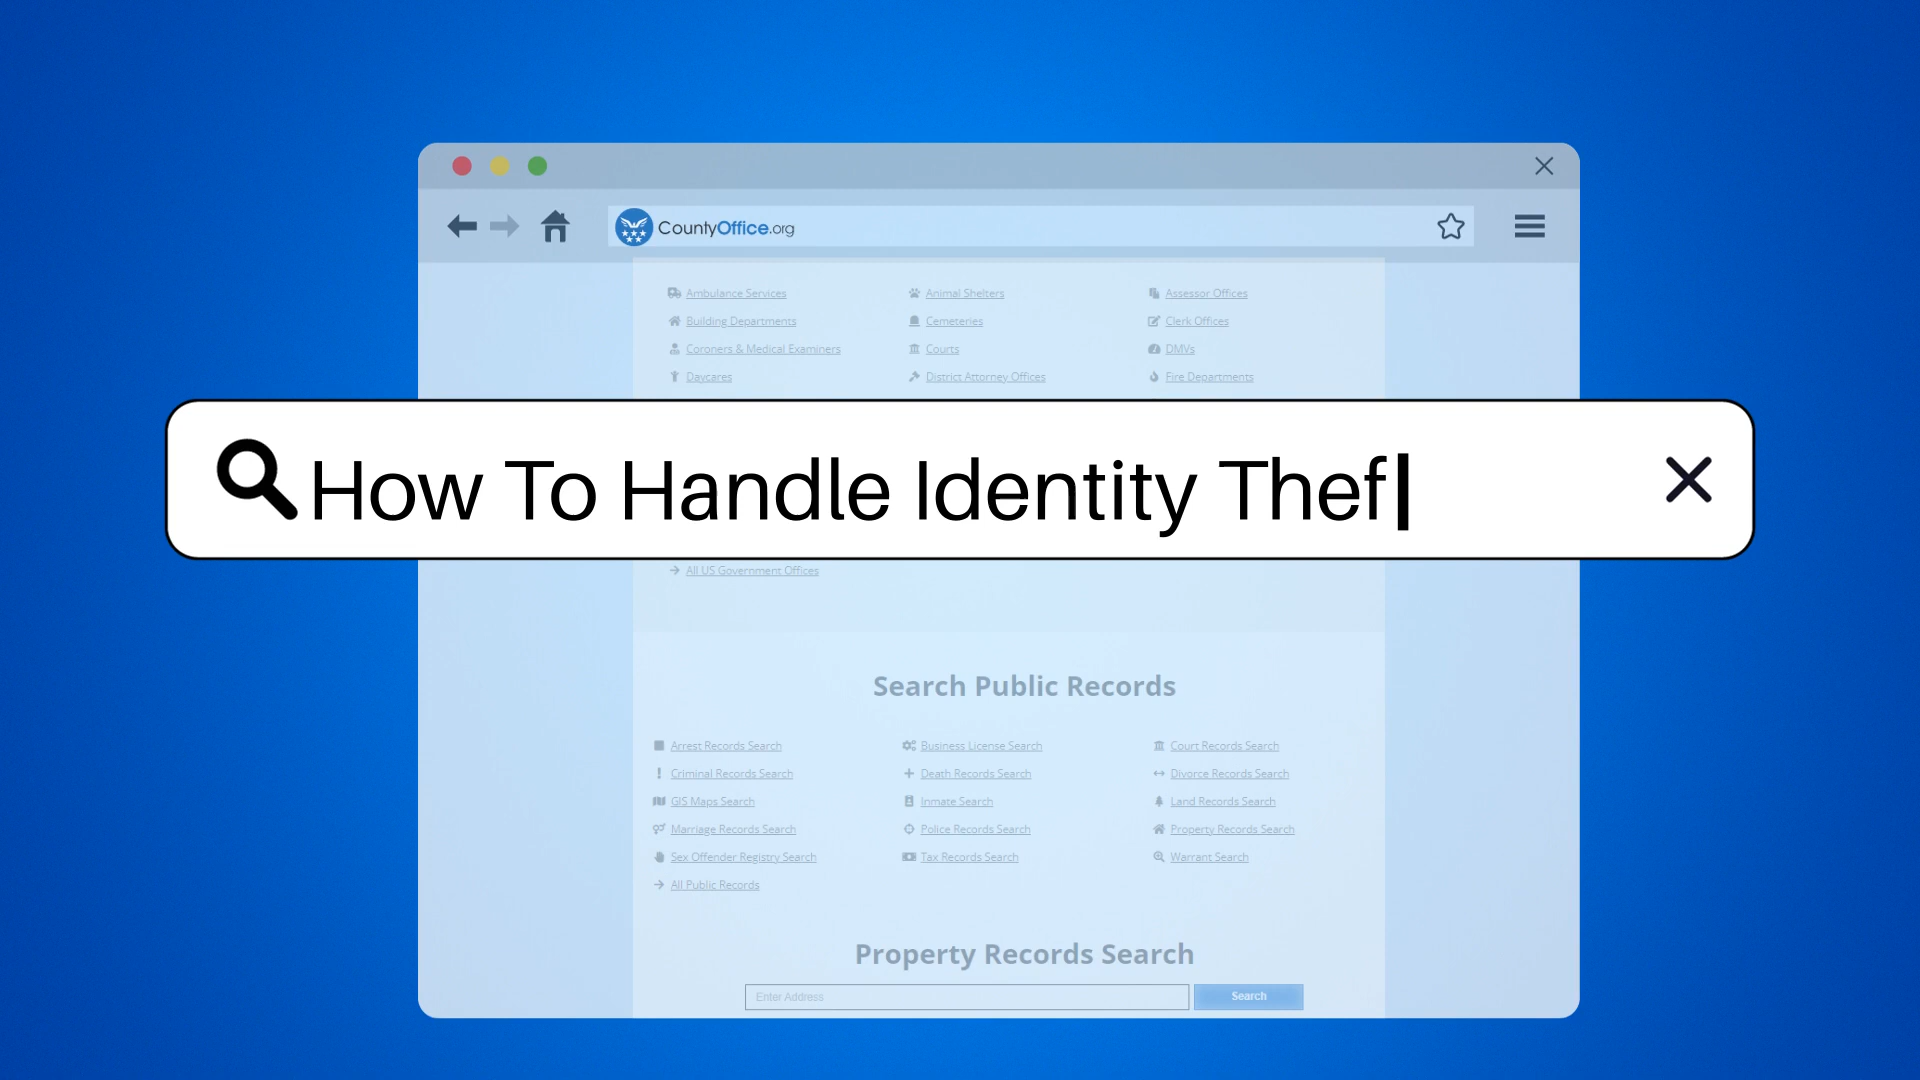 CountyOffice.org
Ambulance Services Animal Shelters Assessor Offices
Building Departments Cemeteries Clerk Offices
Coroners & Medical Examiners Courts DMVs
Daycares District Attorney Offices Fire Departments
How To Handle Identity Thef
All US Government Offices
Search Public Records
Arrest Records Search Business License Search Court Records Search
Criminal Records Search Death Records Search Divorce Records Search
GIS Maps Search Inmate Search Land Records Search
Marriage Records Search Police Records Search Property Records Search
Sex Offender Registry Search Tax Records Search Warrant Search
All Public Records
Property Records Search
Enter Address Search